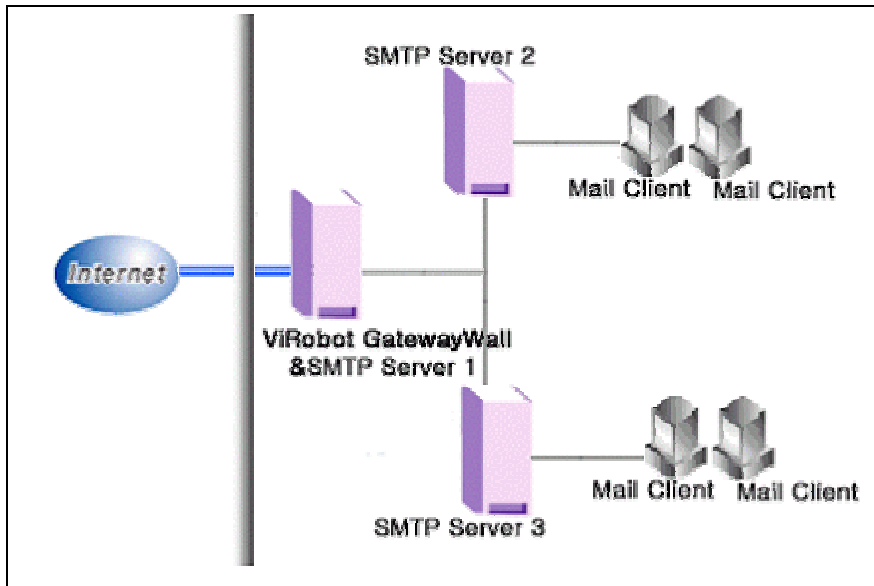 SMTP Server 2
Mail Client
Mail Client
Internet
ViRobot GatewayWall
&SMTP Server 1
Mail Client
Mail Client
SMTP Server 3